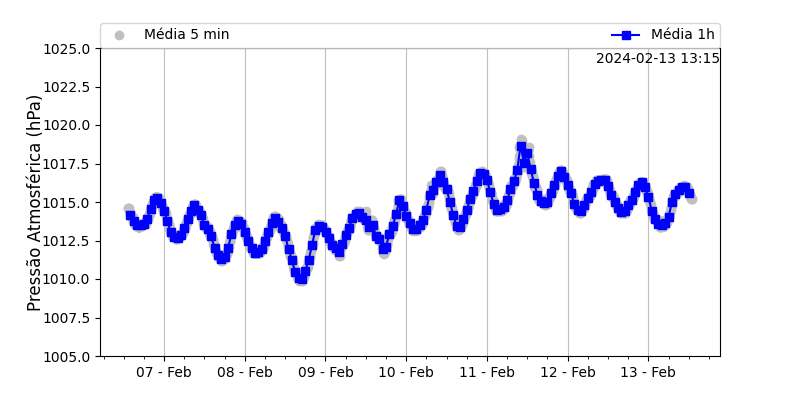 Média 5 min
Média 1h
2024-02-13 13:15
Pressão Atmosférica (hPa)
1025.0
1022.5
1020.0
1017.5
1015.0
1012.5
1010.0
1007.5
1005.0
07 - Feb
08 - Feb
09 - Feb
10 - Feb
11 - Feb
12 - Feb
13 - Feb